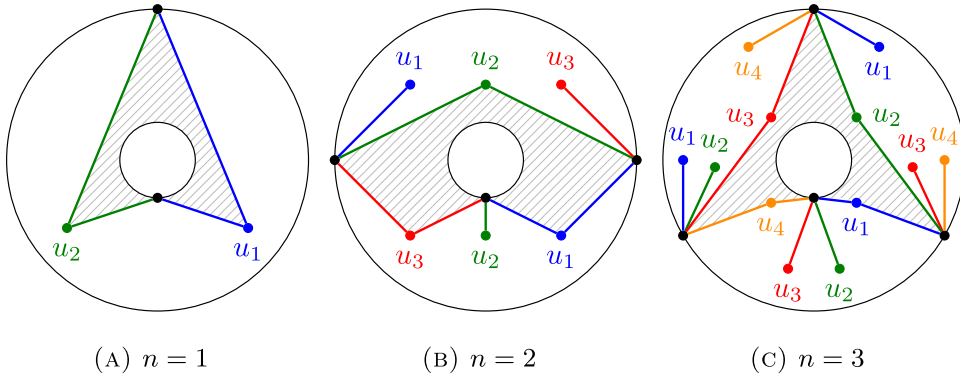 u₂ u₁
(A) n = 1
u₁ u₂ u₃
u₃ u₂ u₁
(B) n = 2
u₄ u₁
u₃ u₂
u₁ u₂ u₃ u₄
u₄ u₁
u₃ u₂
(C) n = 3